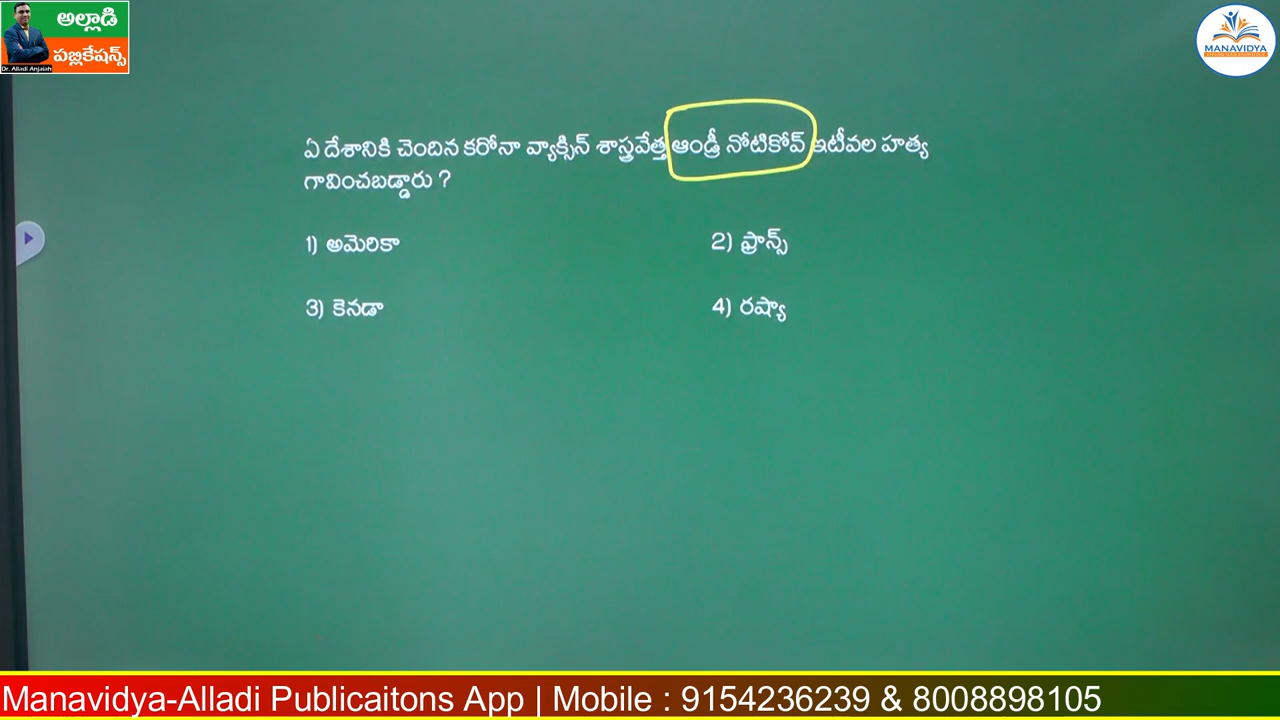 అల్లాడి
పబ్లికేషన్స్
Dr. Alladi Anjaiah
MANAVIDYA
ఏ దేశానికి చెందిన కరోనా వ్యాక్సిన్ శాస్త్రవేత్త ఆండ్రీ నోటికోవ్ ఇటీవల హత్య
గావించబడ్డారు ?
1) అమెరికా
2) ఫ్రాన్స్
3) కెనడా
4) రష్యా
Manavidya-Alladi Publicaitons App | Mobile : 9154236239 & 8008898105